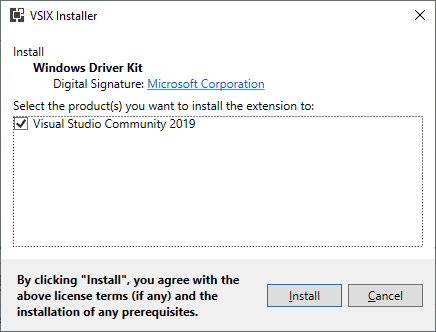 VSIX Installer
Install
Windows Driver Kit
Digital Signature: Microsoft Corporation
Select the product(s) you want to install the extension to:
Visual Studio Community 2019
By clicking "Install", you agree with the
above license terms (if any) and the
installation of any prerequisites.
Install
Cancel